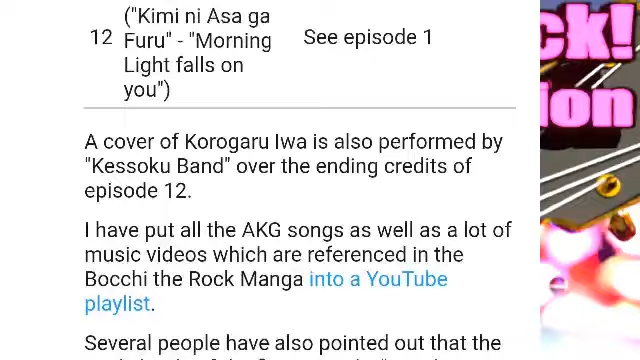 ("Kimi ni Asa ga
12 Furu" - "Morning See episode 1
Light falls on
you")
A cover of Korogaru Iwa is also performed by
"Kessoku Band" over the ending credits of
episode 12.
I have put all the AKG songs as well as a lot of
music videos which are referenced in the
Bocchi the Rock Manga into a YouTube
playlist.
Several people have also pointed out that the
ck!
ion